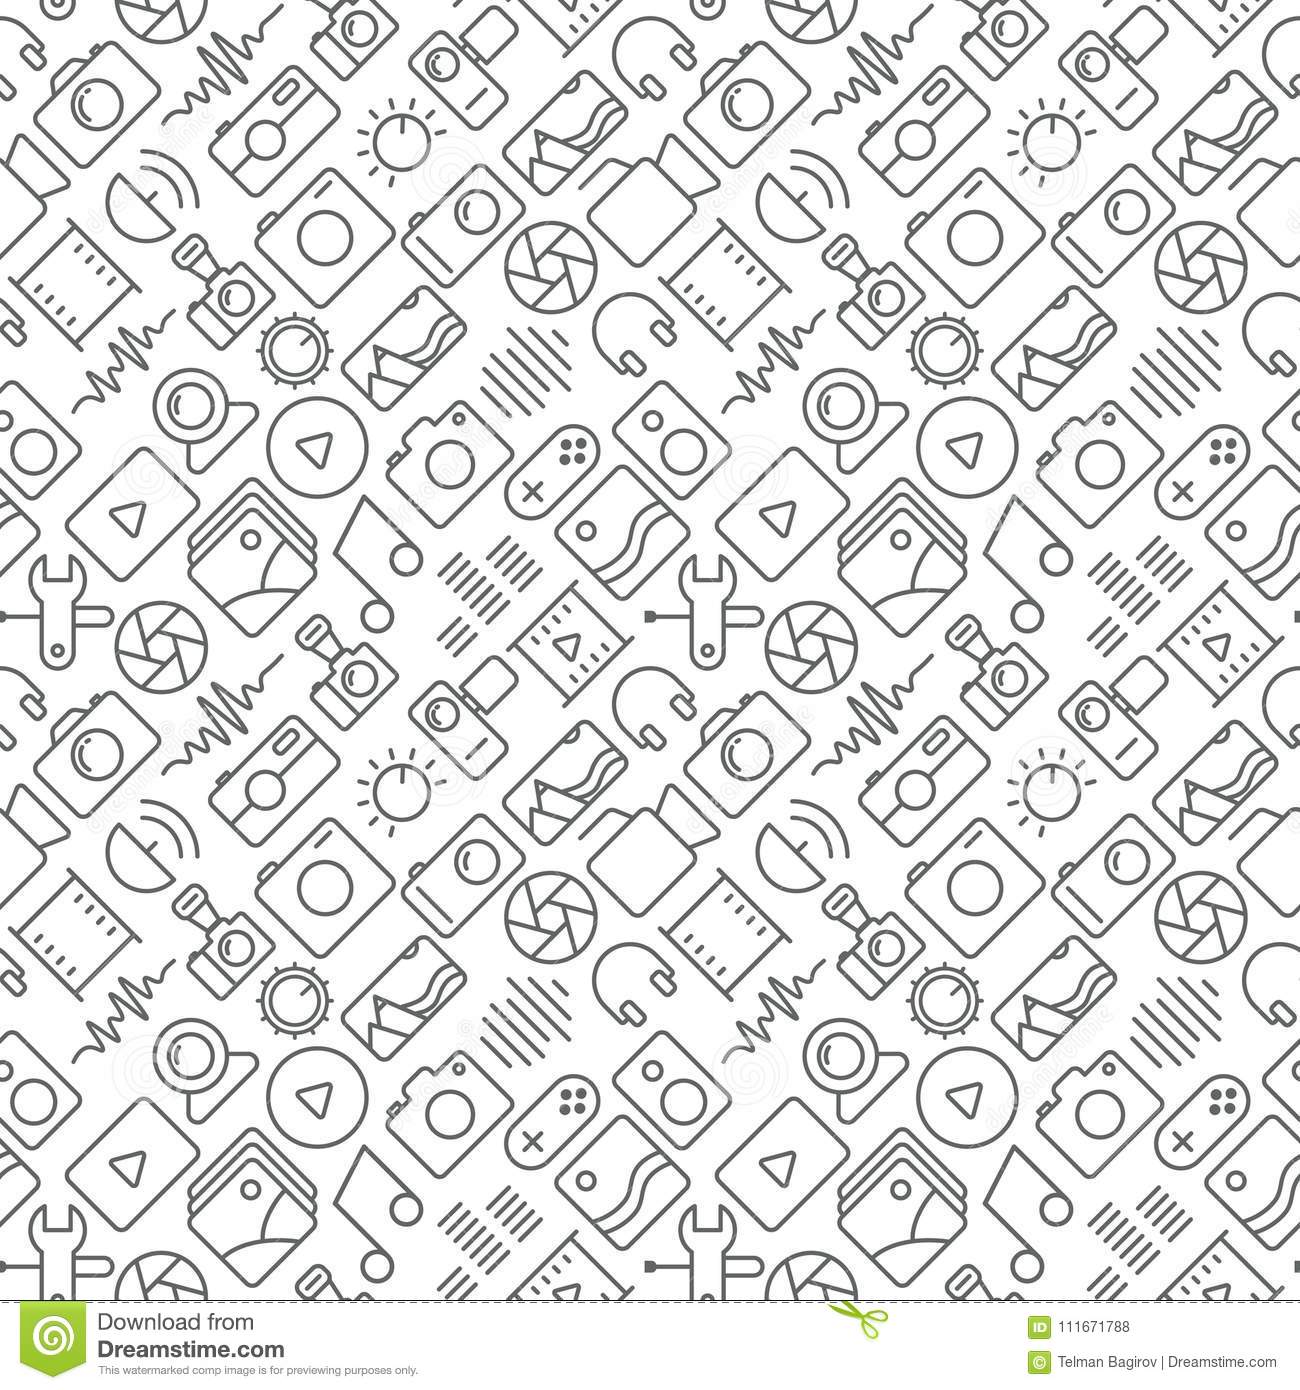 Download from
Dreamstime.com
This watermarked comp image is for previewing purposes only.
ID 111671788
© Telman Bagirov | Dreamstime.com